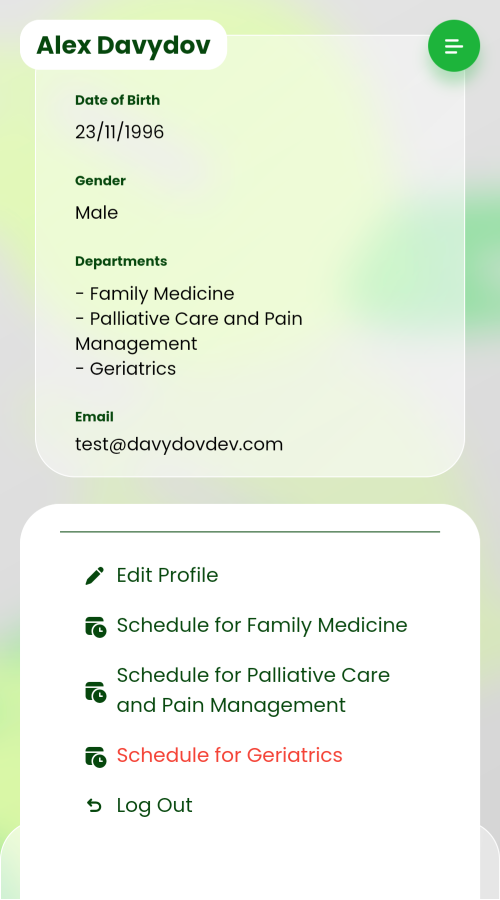 Alex Davydov
Date of Birth
23/11/1996
Gender
Male
Departments
- Family Medicine
- Palliative Care and Pain
Management
- Geriatrics
Email
test@davydovdev.com
Edit Profile
Schedule for Family Medicine
Schedule for Palliative Care
and Pain Management
Schedule for Geriatrics
Log Out